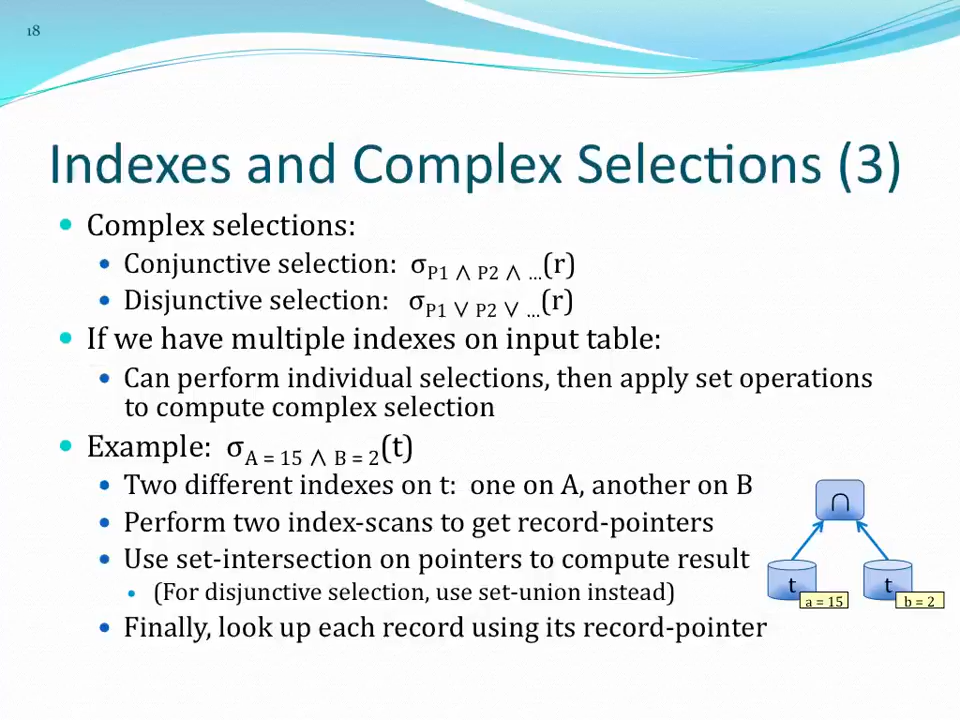 18
Indexes and Complex Selections (3)
• Complex selections:
• Conjunctive selection: σP1 ∧ P2 ∧ …(r)
• Disjunctive selection: σP1 ∨ P2 ∨ …(r)
• If we have multiple indexes on input table:
• Can perform individual selections, then apply set operations
to compute complex selection
• Example: σA = 15 ∧ B = 2(t)
• Two different indexes on t: one on A, another on B
• Perform two index-scans to get record-pointers
• Use set-intersection on pointers to compute result
• (For disjunctive selection, use set-union instead)
• Finally, look up each record using its record-pointer
∩
t t
a = 15 b = 2